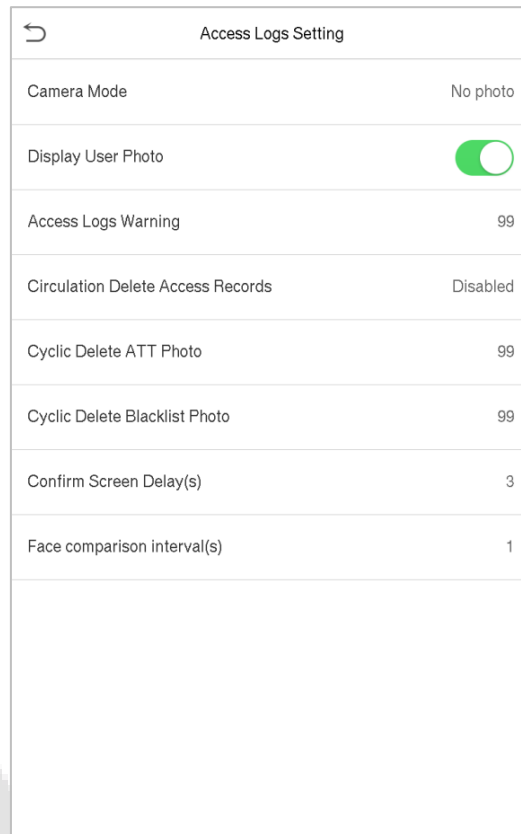 Access Logs Setting
Camera Mode No photo
Display User Photo
Access Logs Warning 99
Circulation Delete Access Records Disabled
Cyclic Delete ATT Photo 99
Cyclic Delete Blacklist Photo 99
Confirm Screen Delay(s) 3
Face comparison interval(s) 1